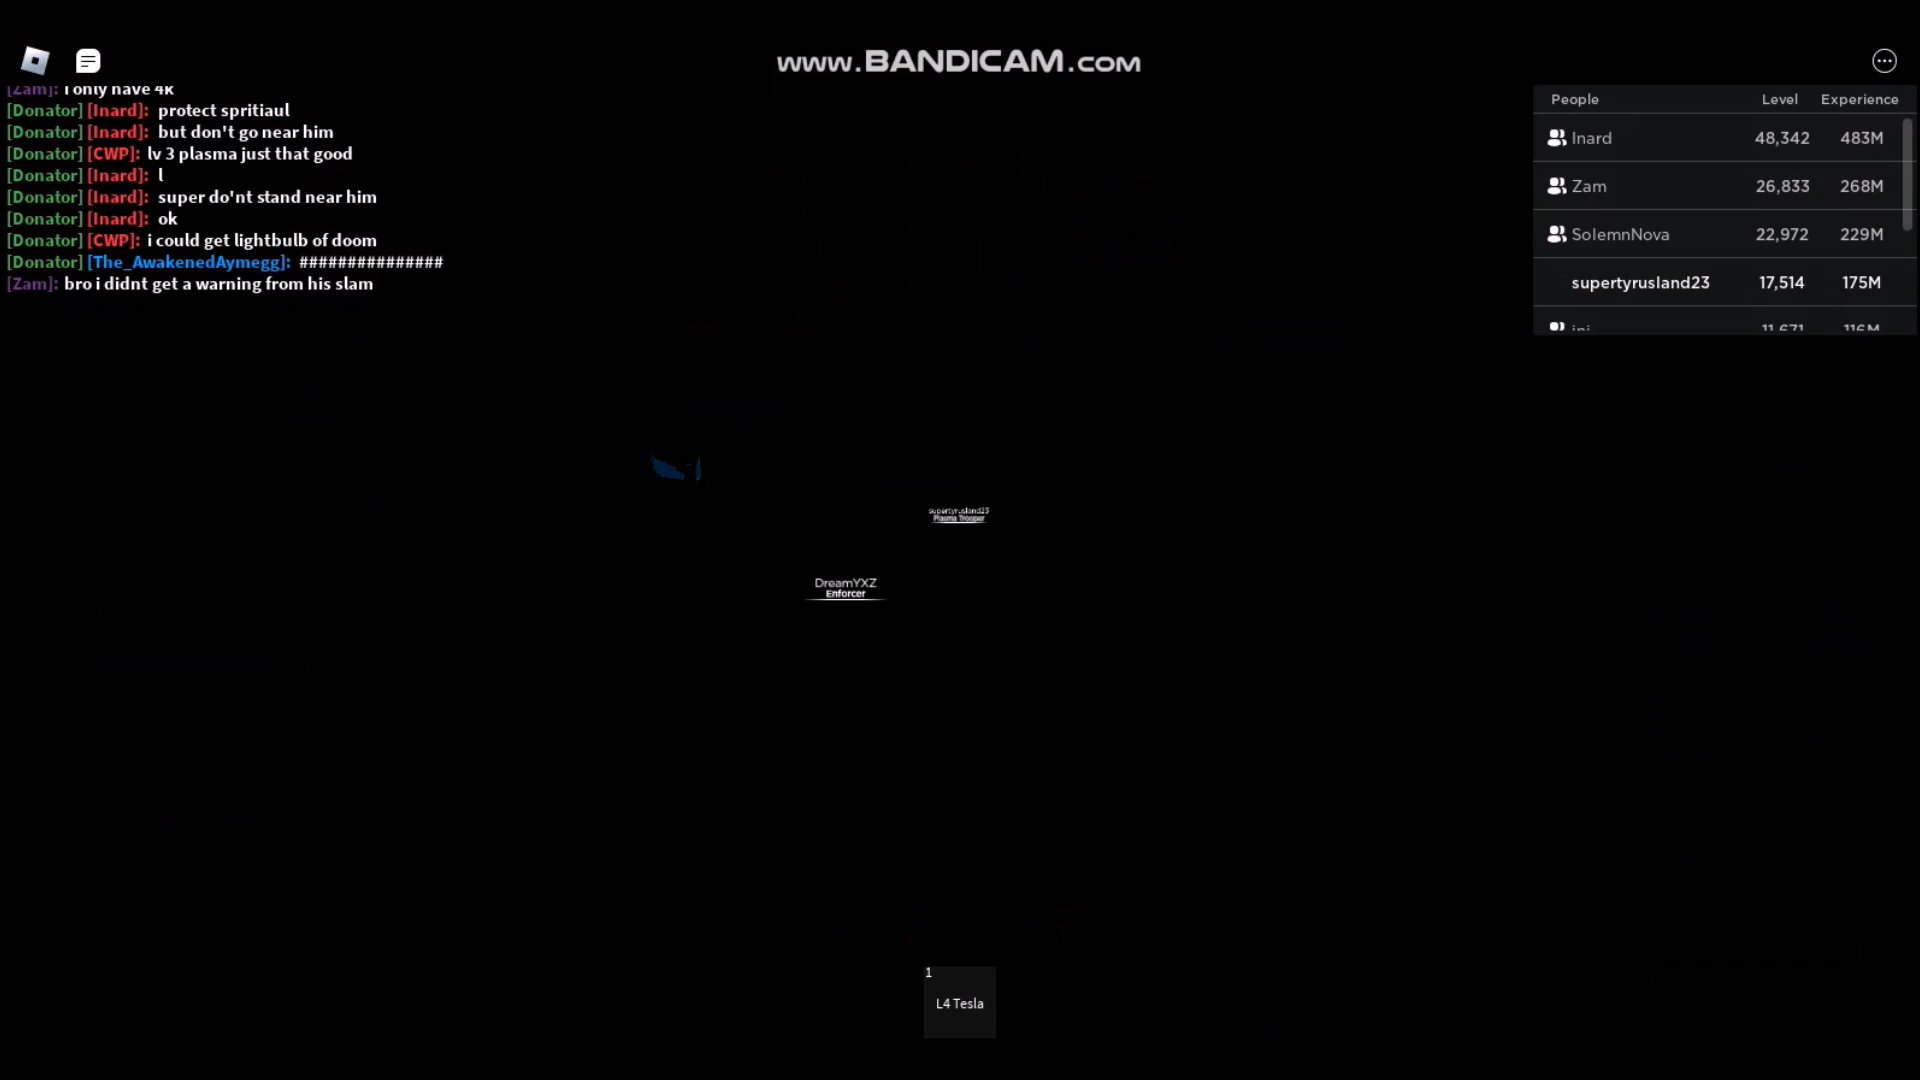 www.BANDICAM.com
[Zam]: i only have 4k
[Donator] [Inard]: protect spritiaul
[Donator] [Inard]: but don't go near him
[Donator] [CWP]: lv 3 plasma just that good
[Donator] [Inard]: l
[Donator] [Inard]: super do'nt stand near him
[Donator] [Inard]: ok
[Donator] [CWP]: i could get lightbulb of doom
[Donator] [The_AwakenedAymegg]: ###############
[Zam]: bro i didnt get a warning from his slam
People Level Experience
Inard 48,342 483M
Zam 26,833 268M
SolemnNova 22,972 229M
supertyrusland23 17,514 175M
11,671 116M
supertyrusland23
Plasma Trooper
DreamYXZ
Enforcer
1
L4 Tesla